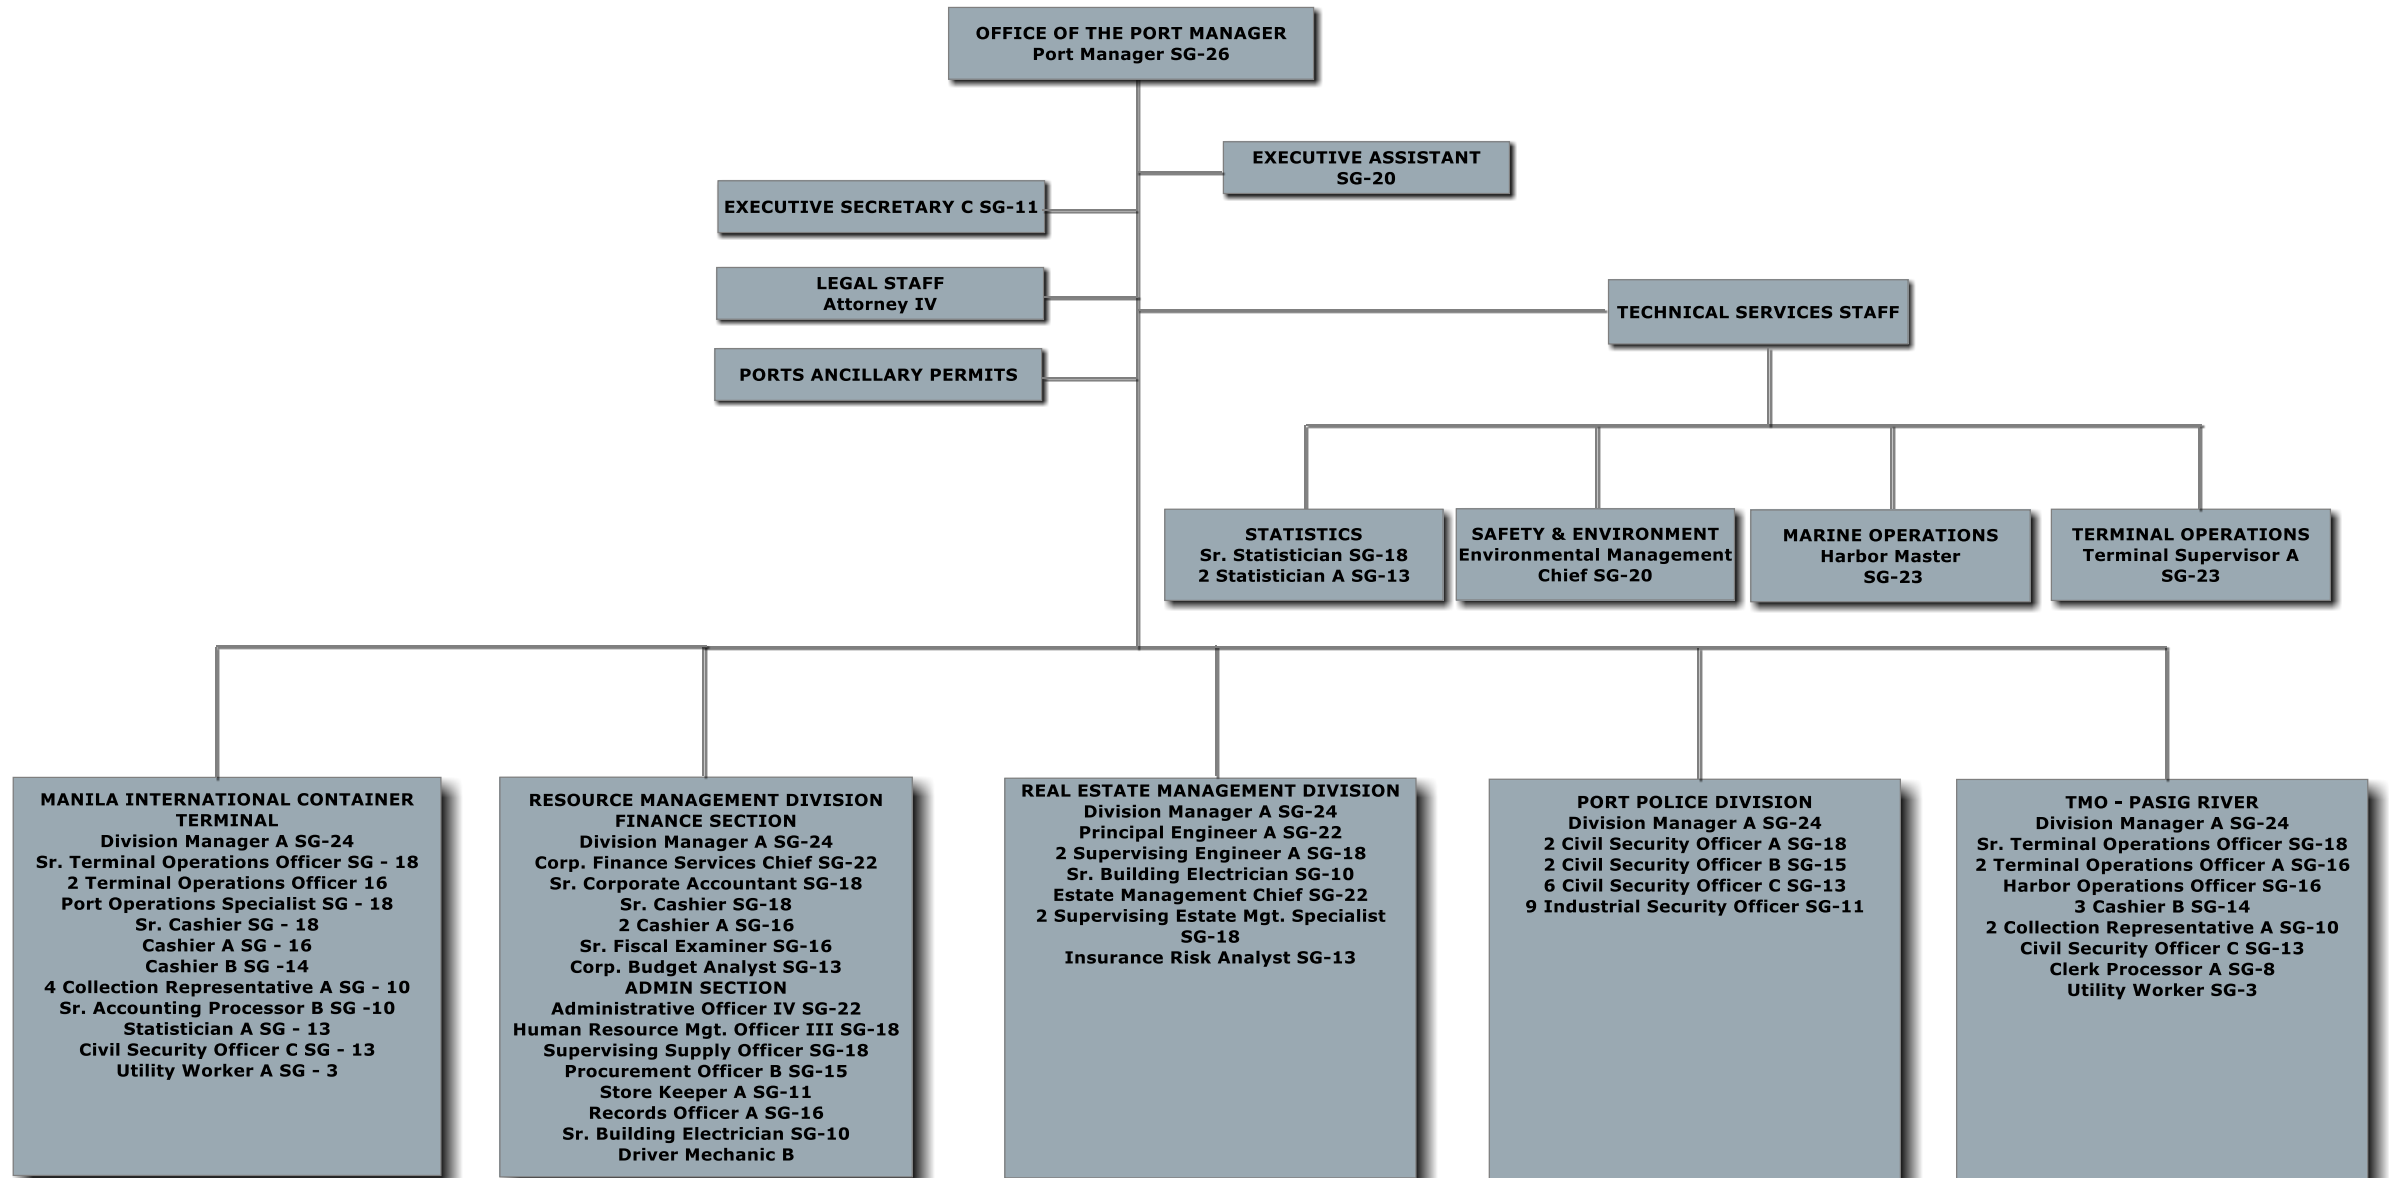 OFFICE OF THE PORT MANAGER
Port Manager SG-26
EXECUTIVE ASSISTANT
SG-20
EXECUTIVE SECRETARY C SG-11
LEGAL STAFF
Attorney IV
TECHNICAL SERVICES STAFF
PORTS ANCILLARY PERMITS
STATISTICS
Sr. Statistician SG-18
2 Statistician A SG-13
SAFETY & ENVIRONMENT
Environmental Management
Chief SG-20
MARINE OPERATIONS
Harbor Master
SG-23
TERMINAL OPERATIONS
Terminal Supervisor A
SG-23
MANILA INTERNATIONAL CONTAINER
TERMINAL
Division Manager A SG-24
Sr. Terminal Operations Officer SG - 18
2 Terminal Operations Officer 16
Port Operations Specialist SG - 18
Sr. Cashier SG - 18
Cashier A SG - 16
Cashier B SG -14
4 Collection Representative A SG - 10
Sr. Accounting Processor B SG -10
Statistician A SG - 13
Civil Security Officer C SG - 13
Utility Worker A SG - 3
RESOURCE MANAGEMENT DIVISION
FINANCE SECTION
Division Manager A SG-24
Corp. Finance Services Chief SG-22
Sr. Corporate Accountant SG-18
Sr. Cashier SG-18
2 Cashier A SG-16
Sr. Fiscal Examiner SG-16
Corp. Budget Analyst SG-13
ADMIN SECTION
Administrative Officer IV SG-22
Human Resource Mgt. Officer III SG-18
Supervising Supply Officer SG-18
Procurement Officer B SG-15
Store Keeper A SG-11
Records Officer A SG-16
Sr. Building Electrician SG-10
Driver Mechanic B
REAL ESTATE MANAGEMENT DIVISION
Division Manager A SG-24
Principal Engineer A SG-22
2 Supervising Engineer A SG-18
Sr. Building Electrician SG-10
Estate Management Chief SG-22
2 Supervising Estate Mgt. Specialist
SG-18
Insurance Risk Analyst SG-13
PORT POLICE DIVISION
Division Manager A SG-24
2 Civil Security Officer A SG-18
2 Civil Security Officer B SG-15
6 Civil Security Officer C SG-13
9 Industrial Security Officer SG-11
TMO - PASIG RIVER
Division Manager A SG-24
Sr. Terminal Operations Officer SG-18
2 Terminal Operations Officer A SG-16
Harbor Operations Officer SG-16
3 Cashier B SG-14
2 Collection Representative A SG-10
Civil Security Officer C SG-13
Clerk Processor A SG-8
Utility Worker SG-3